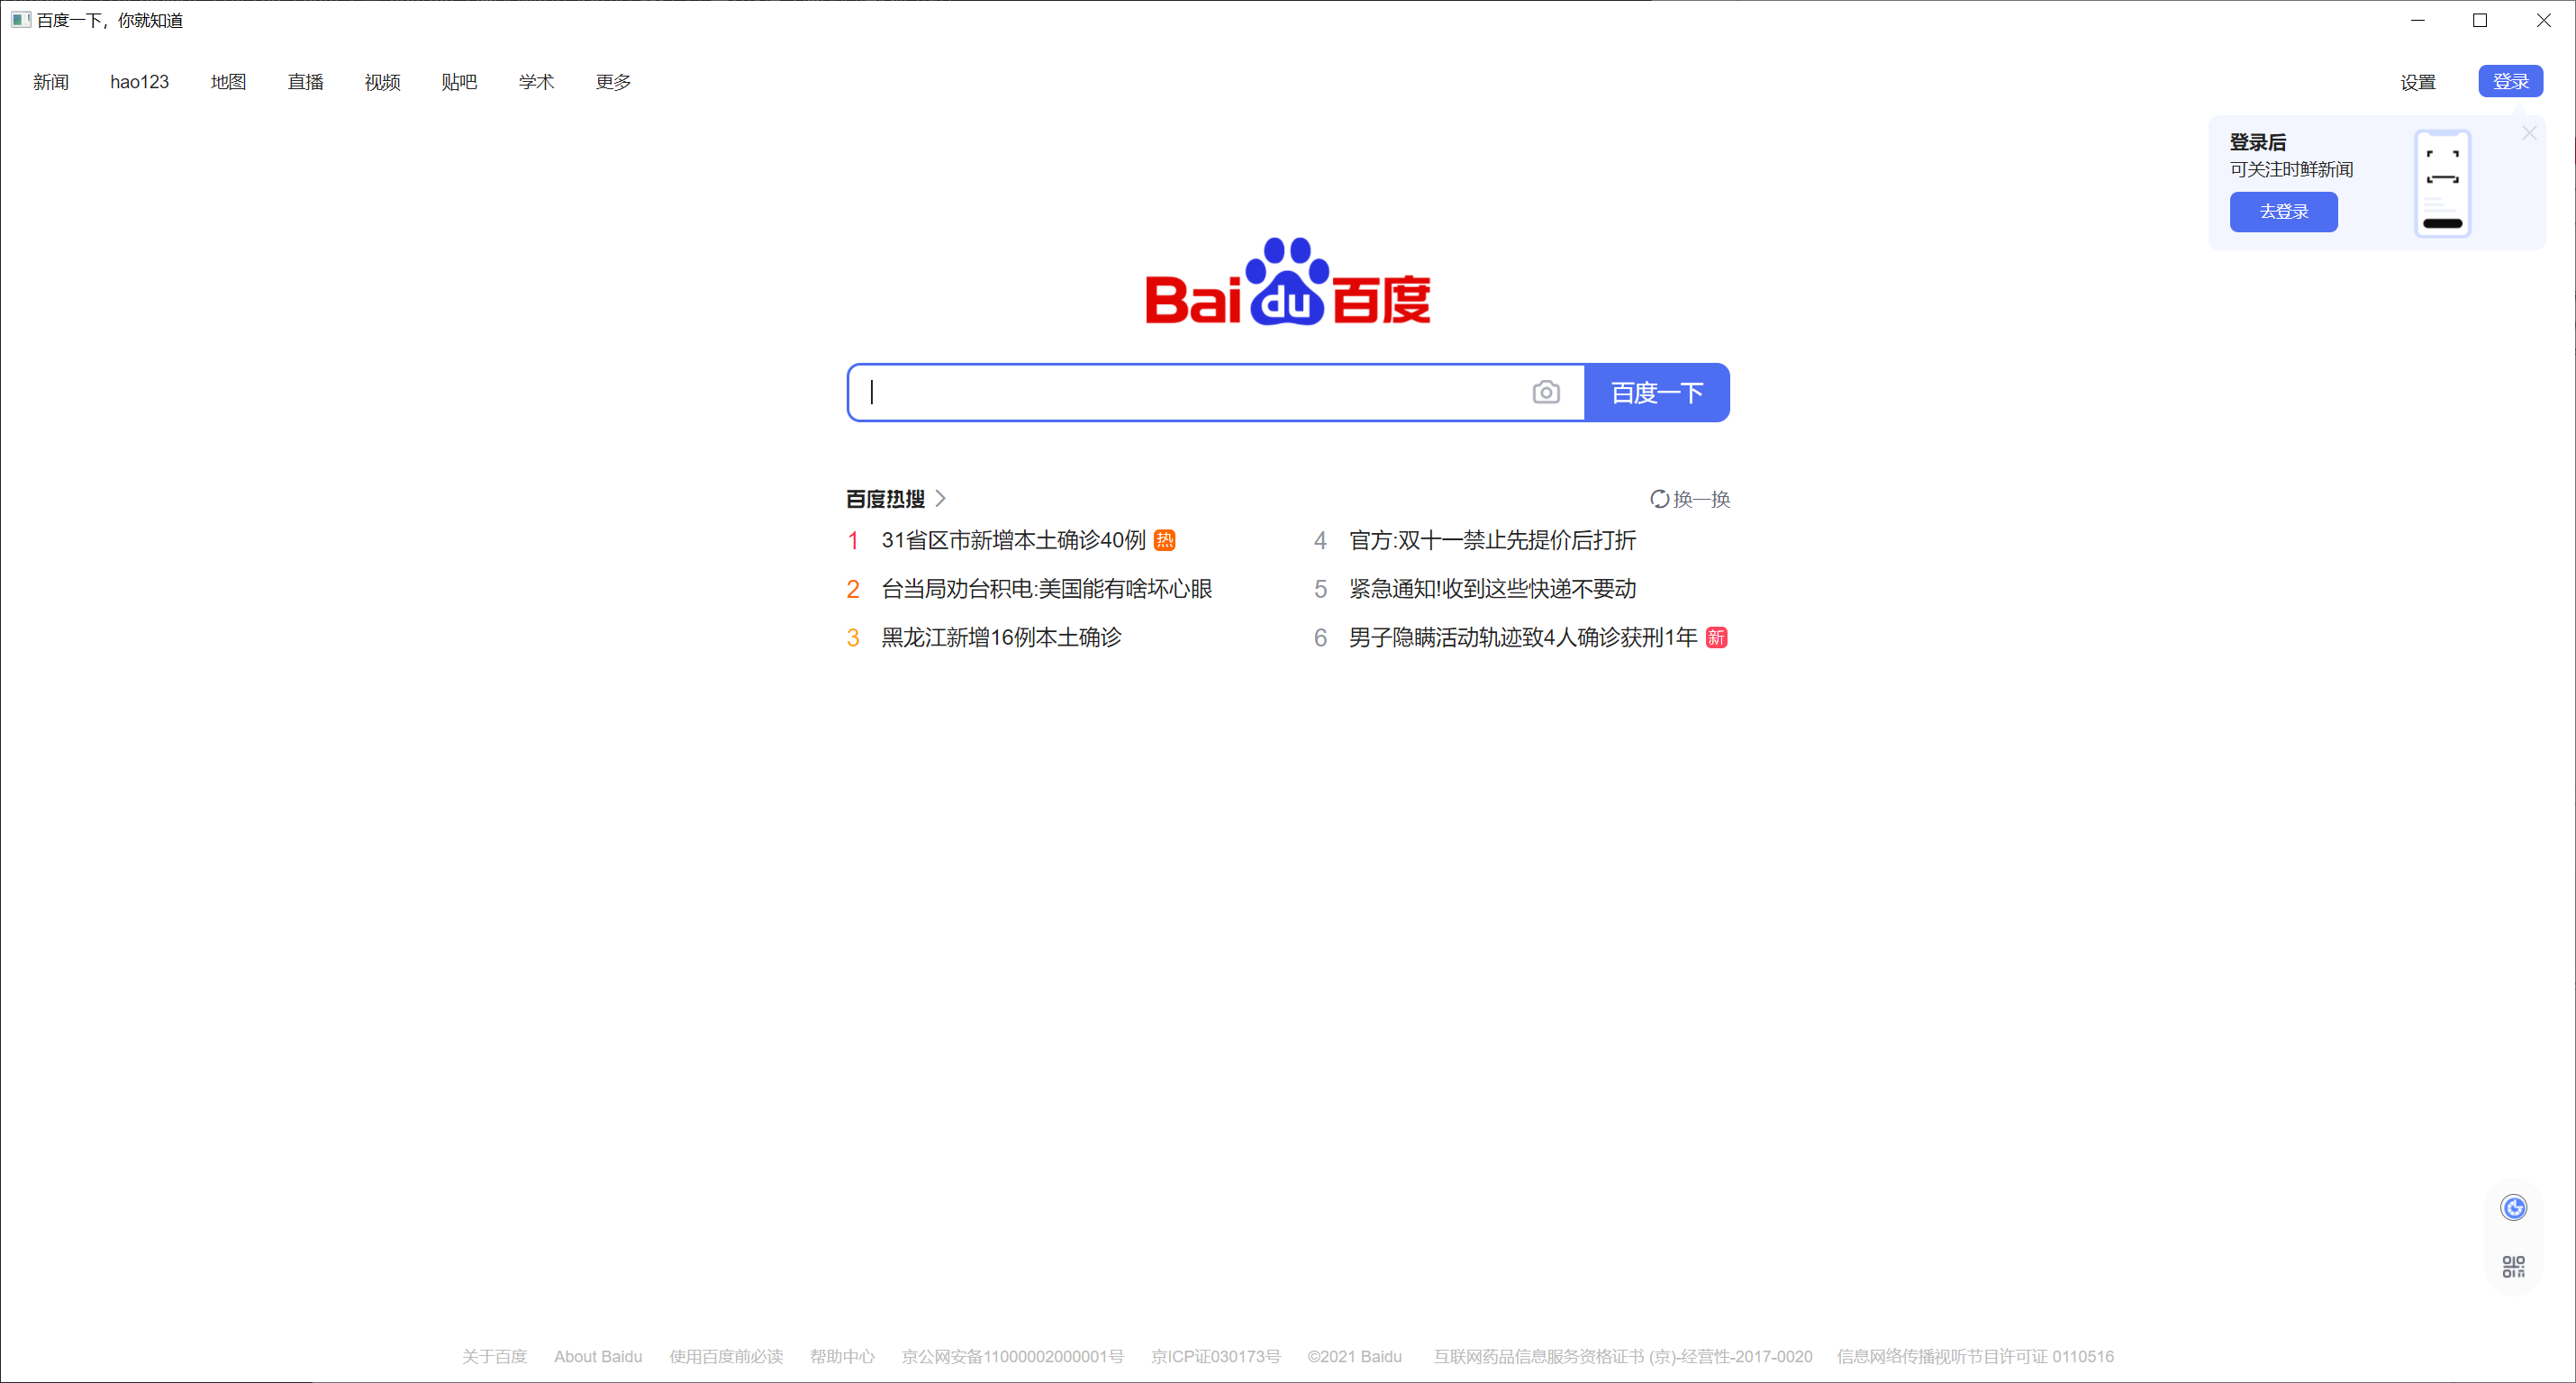 百度一下，你就知道
新闻 hao123 地图 直播 视频 贴吧 学术 更多 设置 登录
登录后
可关注时鲜新闻
去登录
Bai du 百度
百度一下
百度热搜 换一换
1 31省区市新增本土确诊40例 热
2 台当局劝台积电:美国能有啥坏心眼
3 黑龙江新增16例本土确诊
4 官方:双十一禁止先提价后打折
5 紧急通知!收到这些快递不要动
6 男子隐瞒活动轨迹致4人确诊获刑1年 新
关于百度 About Baidu 使用百度前必读 帮助中心 京公网安备11000002000001号 京ICP证030173号 ©2021 Baidu 互联网药品信息服务资格证书 (京)-经营性-2017-0020 信息网络传播视听节目许可证 0110516